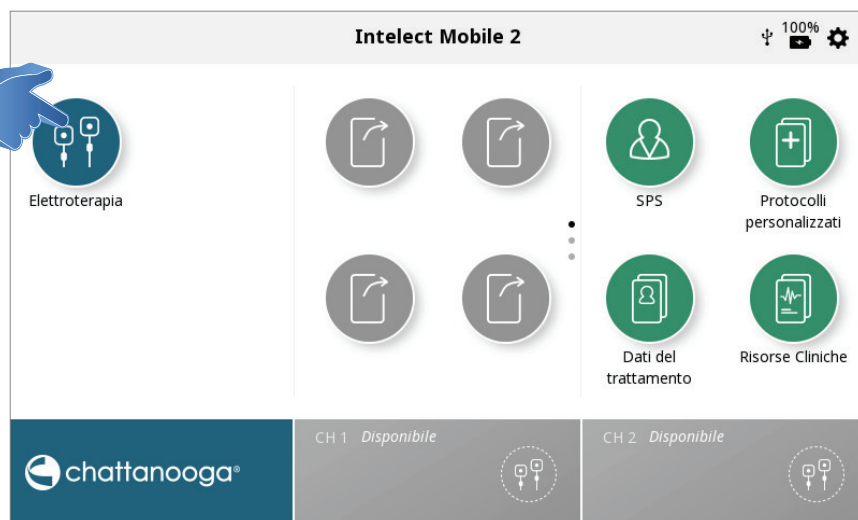 Intelect Mobile 2
100%
Elettroterapia
SPS
Protocolli
personalizzati
Dati del
trattamento
Risorse Cliniche
chattanooga®
CH 1 Disponibile
CH 2 Disponibile